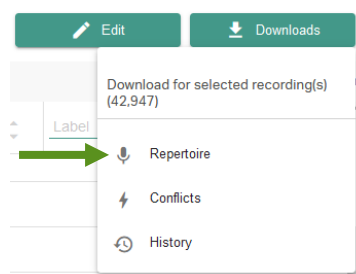 Edit
Downloads
Download for selected recording(s)
(42,947)
Label
Repertoire
Conflicts
History